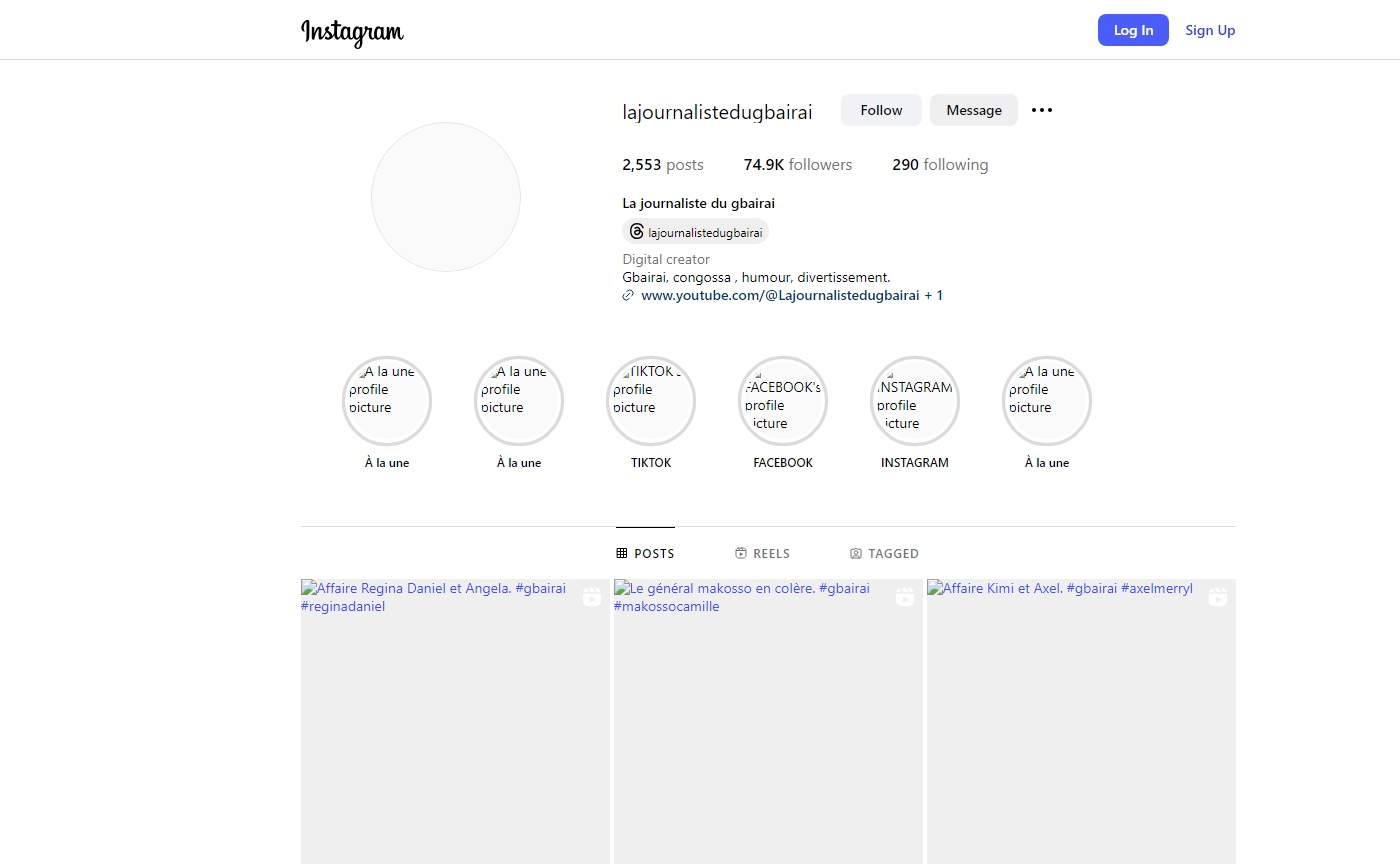 Instagram
Log In
Sign Up
lajournalistedugbairai
Follow
Message
2,553 posts
74.9K followers
290 following
La journaliste du gbairai
lajournalistedugbairai
Digital creator
Gbairai, congossa , humour, divertissement.
www.youtube.com/@Lajournalistedugbairai + 1
À la une
profile
picture
À la une
profile
picture
TIKTOK's
profile
picture
FACEBOOK's
profile
picture
INSTAGRAM
profile
picture
À la une
profile
picture
À la une
À la une
TIKTOK
FACEBOOK
INSTAGRAM
À la une
POSTS
REELS
TAGGED
Affaire Regina Daniel et Angela. #gbairai
#reginadaniel
Le général makosso en colère. #gbairai
#makossocamille
Affaire Kimi et Axel. #gbairai #axelmerryl